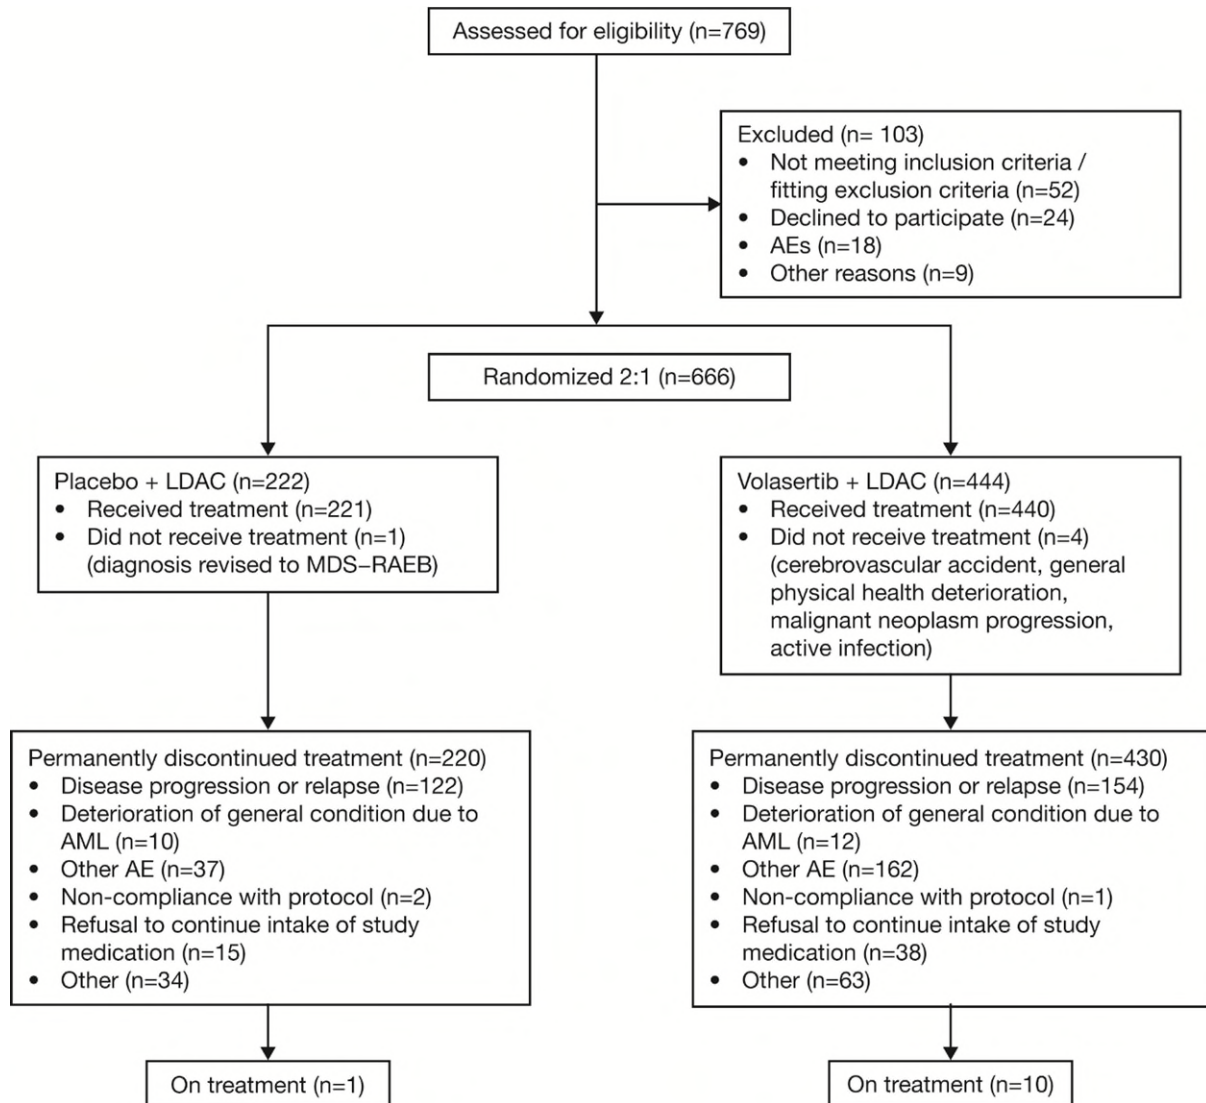 Assessed for eligibility (n=769)
Excluded (n= 103)
• Not meeting inclusion criteria /
fitting exclusion criteria (n=52)
• Declined to participate (n=24)
• AEs (n=18)
• Other reasons (n=9)
Randomized 2:1 (n=666)
Placebo + LDAC (n=222)
• Received treatment (n=221)
• Did not receive treatment (n=1)
(diagnosis revised to MDS–RAEB)
Volasertib + LDAC (n=444)
• Received treatment (n=440)
• Did not receive treatment (n=4)
(cerebrovascular accident, general
physical health deterioration,
malignant neoplasm progression,
active infection)
Permanently discontinued treatment (n=220)
• Disease progression or relapse (n=122)
• Deterioration of general condition due to
AML (n=10)
• Other AE (n=37)
• Non-compliance with protocol (n=2)
• Refusal to continue intake of study
medication (n=15)
• Other (n=34)
Permanently discontinued treatment (n=430)
• Disease progression or relapse (n=154)
• Deterioration of general condition due to
AML (n=12)
• Other AE (n=162)
• Non-compliance with protocol (n=1)
• Refusal to continue intake of study
medication (n=38)
• Other (n=63)
On treatment (n=1)
On treatment (n=10)